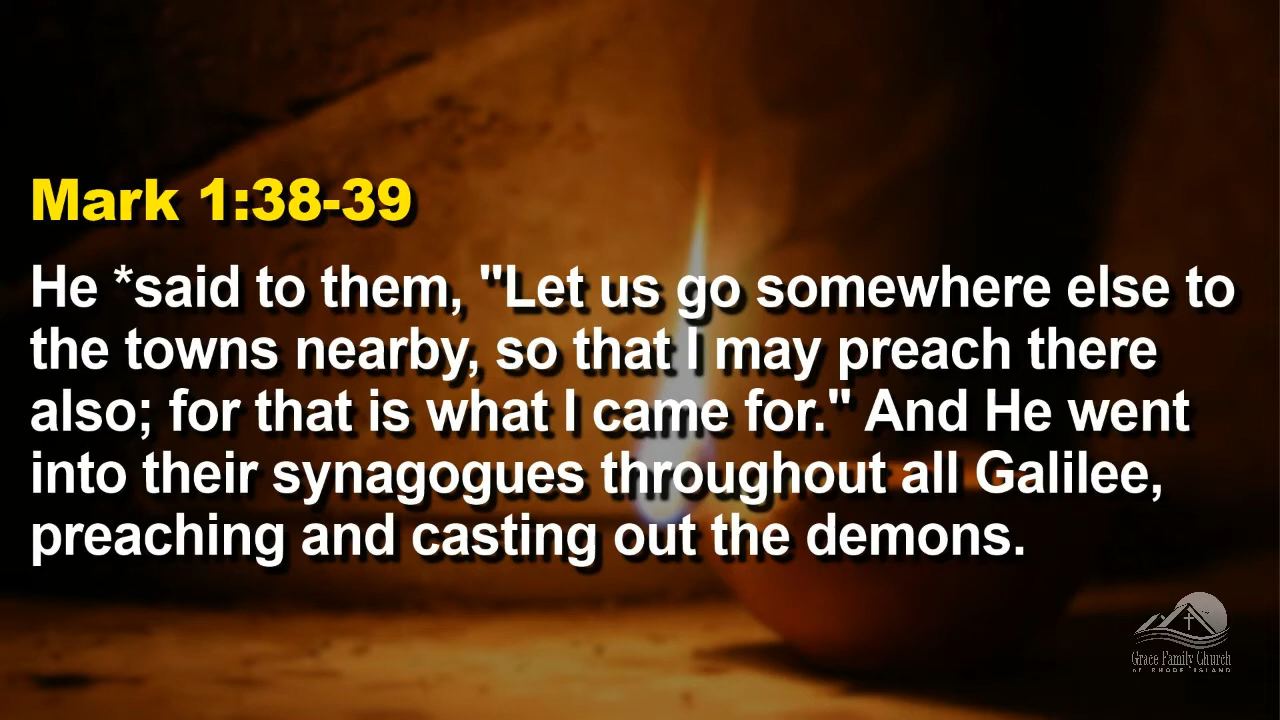 Mark 1:38-39
He *said to them, "Let us go somewhere else to
the towns nearby, so that I may preach there
also; for that is what I came for." And He went
into their synagogues throughout all Galilee,
preaching and casting out the demons.
Grace Family Church
OF RHODE ISLAND